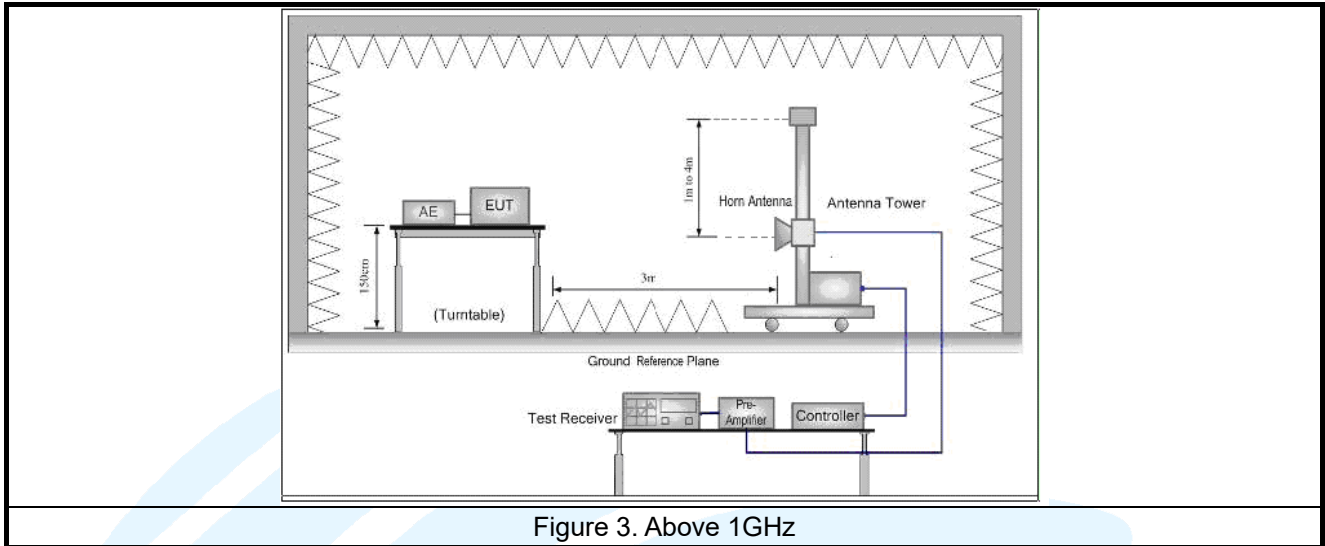 1m to 4m
Horn Antenna
Antenna Tower
AE
EUT
150cm
(Turntable)
3m
Ground Reference Plane
Test Receiver
Pre-
Amplifier
Controller
Figure 3. Above 1GHz